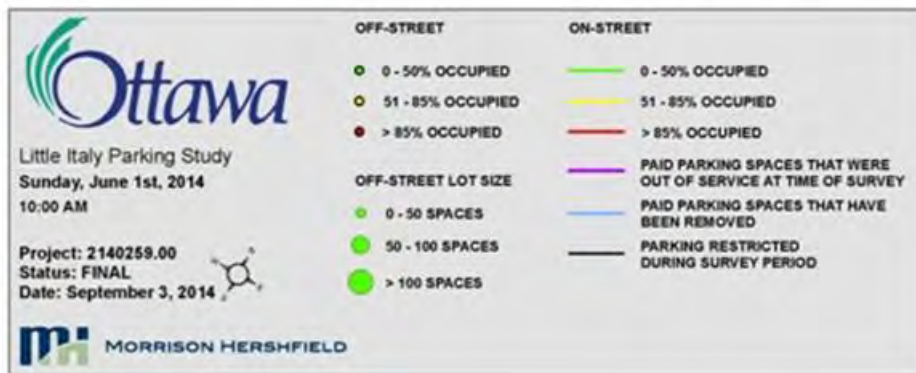 Ottawa
Little Italy Parking Study
Sunday, June 1st, 2014
10:00 AM
Project: 2140259.00
Status: FINAL
Date: September 3, 2014
MORRISON HERSHFIELD
OFF-STREET
0 - 50% OCCUPIED
51 - 85% OCCUPIED
> 85% OCCUPIED
OFF-STREET LOT SIZE
0 - 50 SPACES
50 - 100 SPACES
> 100 SPACES
ON-STREET
0 - 50% OCCUPIED
51 - 85% OCCUPIED
> 85% OCCUPIED
PAID PARKING SPACES THAT WERE
OUT OF SERVICE AT TIME OF SURVEY
PAID PARKING SPACES THAT HAVE
BEEN REMOVED
PARKING RESTRICTED
DURING SURVEY PERIOD